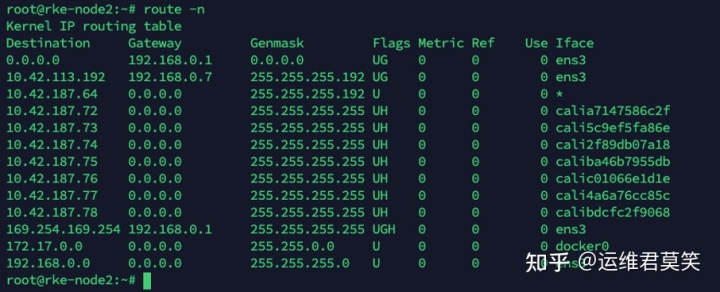 root@rke-node2:~# route -n
Kernel IP routing table
Destination Gateway Genmask Flags Metric Ref Use Iface
0.0.0.0 192.168.0.1 0.0.0.0 UG 0 0 0 ens3
10.42.113.192 192.168.0.7 255.255.255.192 UG 0 0 0 ens3
10.42.187.64 0.0.0.0 255.255.255.192 U 0 0 0 *
10.42.187.72 0.0.0.0 255.255.255.255 UH 0 0 0 calia7147586c2f
10.42.187.73 0.0.0.0 255.255.255.255 UH 0 0 0 cali5c9ef5fa86e
10.42.187.74 0.0.0.0 255.255.255.255 UH 0 0 0 cali2f89db07a18
10.42.187.75 0.0.0.0 255.255.255.255 UH 0 0 0 caliba46b7955db
10.42.187.76 0.0.0.0 255.255.255.255 UH 0 0 0 calic01066e1d1e
10.42.187.77 0.0.0.0 255.255.255.255 UH 0 0 0 cali4a6a76cc85c
10.42.187.78 0.0.0.0 255.255.255.255 UH 0 0 0 calibdcfc2f9068
169.254.169.254 192.168.0.1 255.255.255.255 UGH 0 0 0 ens3
172.17.0.0 0.0.0.0 255.255.0.0 U 0 0 0 docker0
192.168.0.0 0.0.0.0 255.255.255.0 U 0 0 0 ens3
知乎 @运维君莫笑
root@rke-node2:~#